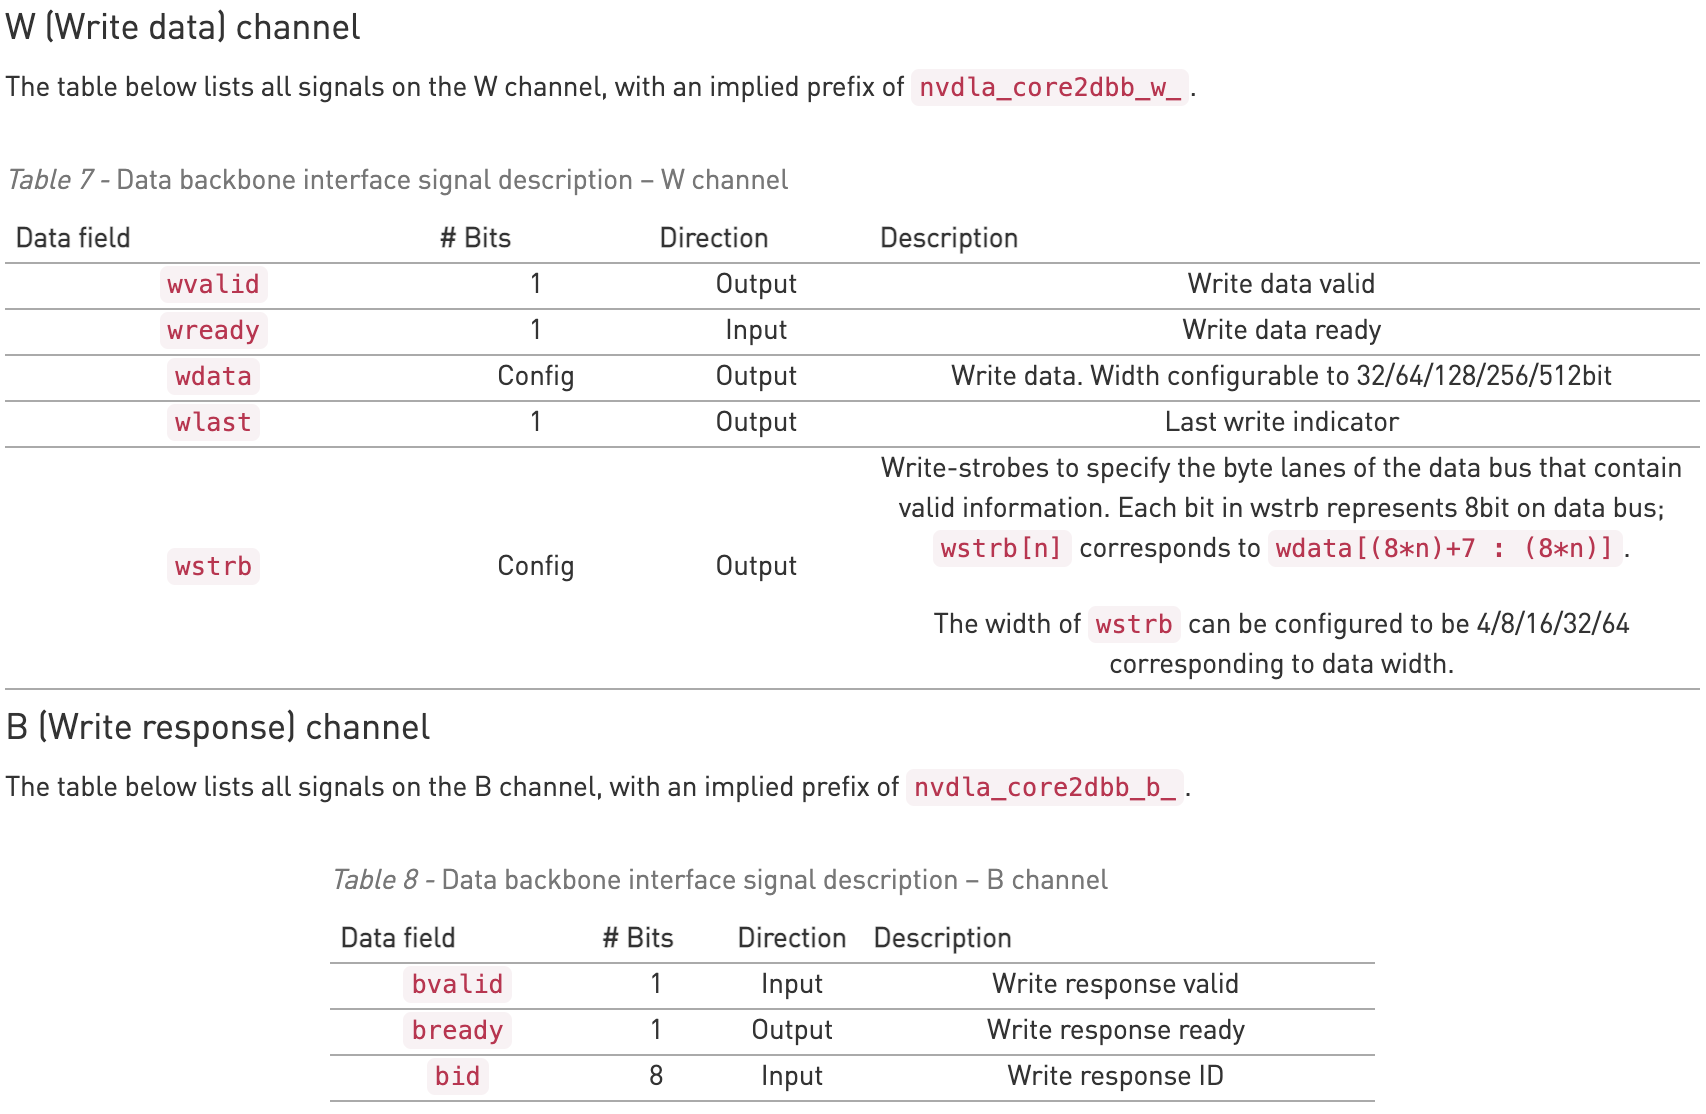 W (Write data) channel
The table below lists all signals on the W channel, with an implied prefix of nvdla_core2dbb_w_.
Table 7 - Data backbone interface signal description – W channel
Data field # Bits Direction Description
wvalid 1 Output Write data valid
wready 1 Input Write data ready
wdata Config Output Write data. Width configurable to 32/64/128/256/512bit
wlast 1 Output Last write indicator
Write-strobes to specify the byte lanes of the data bus that contain
valid information. Each bit in wstrb represents 8bit on data bus;
wstrb[n] corresponds to wdata[(8*n)+7 : (8*n)].
wstrb Config Output
The width of wstrb can be configured to be 4/8/16/32/64
corresponding to data width.
B (Write response) channel
The table below lists all signals on the B channel, with an implied prefix of nvdla_core2dbb_b_.
Table 8 - Data backbone interface signal description – B channel
Data field # Bits Direction Description
bvalid 1 Input Write response valid
bready 1 Output Write response ready
bid 8 Input Write response ID